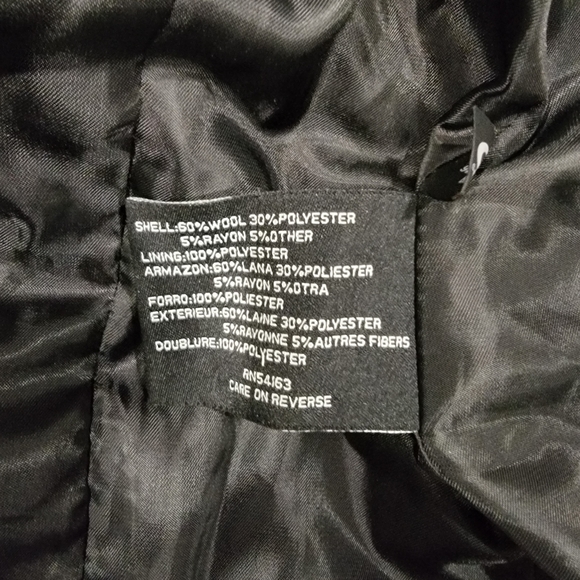 SHELL:60%WOOL 30%POLYESTER
5%RAYON 5%OTHER
LINING:100%POLYESTER
ARMAZON:60%LANA 30%POLIESTER
5%RAYON 5%OTRA
FORRO:100%POLIESTER
EXTERIEUR:60%LAINE 30%POLYESTER
5%RAYONNE 5%AUTRES FIBERS
DOUBLURE:100%POLYESTER
RN54163
CARE ON REVERSE